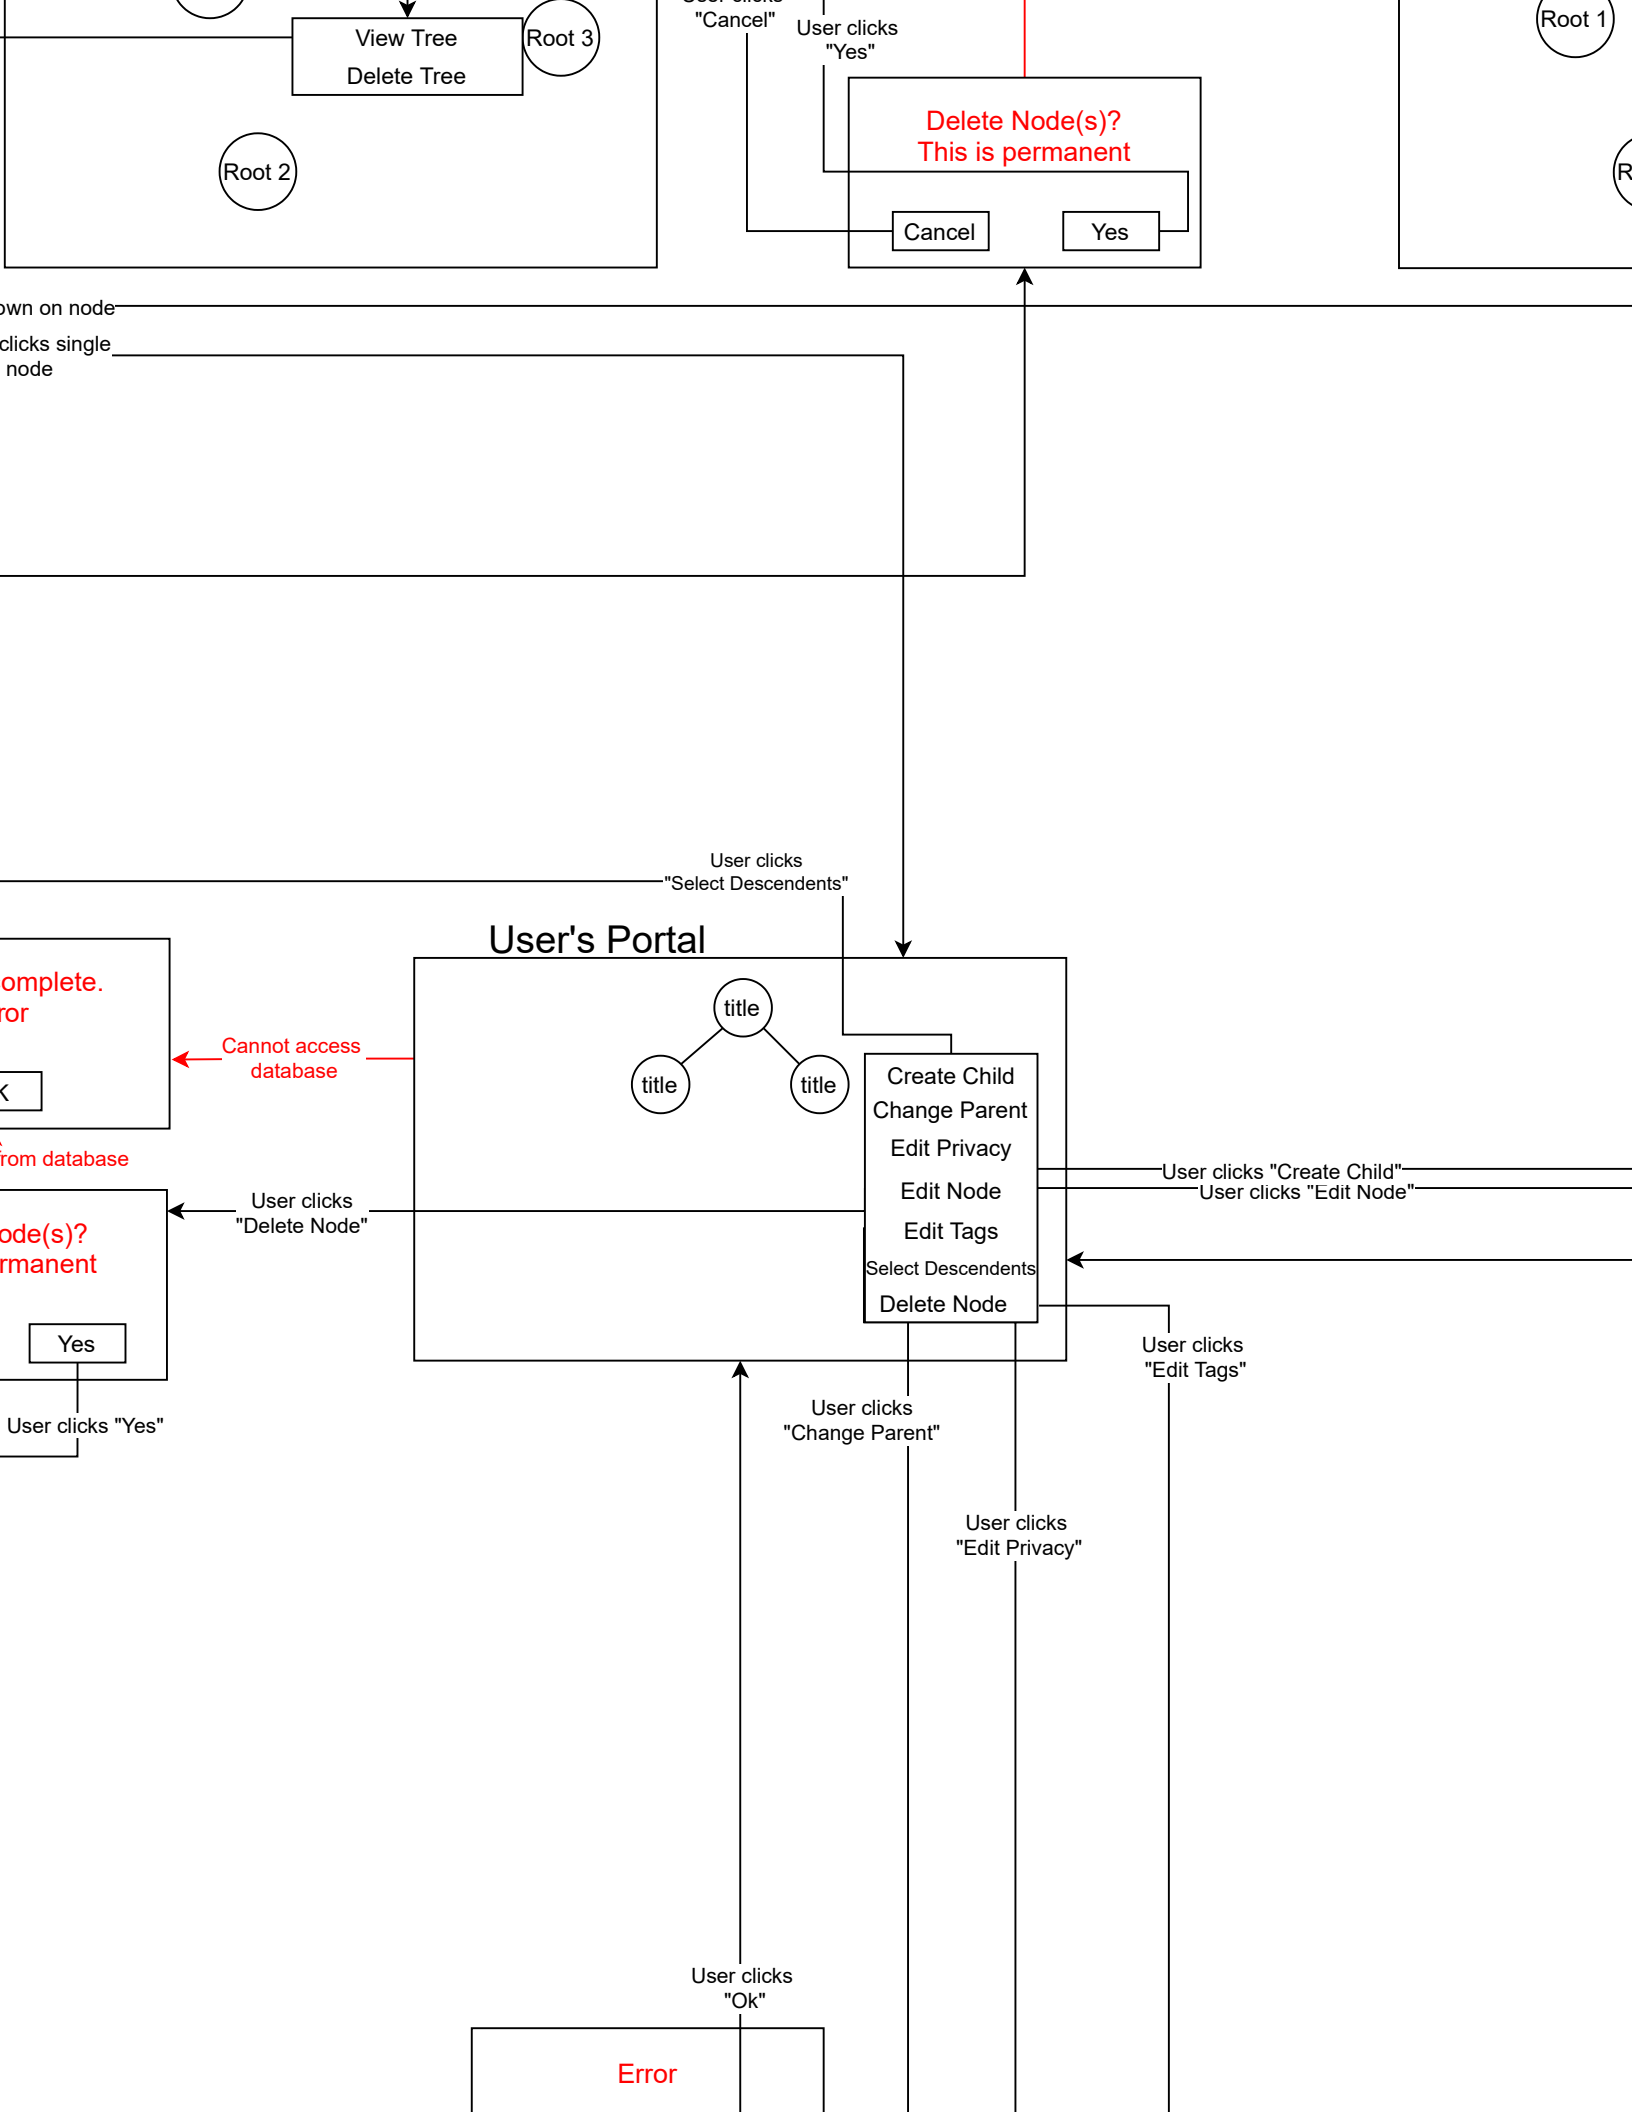 User clicks
"Cancel"
User clicks
"Yes"
Root 1
View Tree
Delete Tree
Root 3
Delete Node(s)?
This is permanent
Root 2
R
Cancel
Yes
own on node
clicks single
node
User clicks
"Select Descendents"
User's Portal
omplete.
ror
title
title
title
Cannot access
database
K
Create Child
Change Parent
Edit Privacy
Edit Node
Edit Tags
Select Descendents
Delete Node
from database
User clicks "Create Child"
User clicks "Edit Node"
User clicks
"Delete Node"
ode(s)?
rmanent
Yes
User clicks "Yes"
User clicks
"Edit Tags"
User clicks
"Change Parent"
User clicks
"Edit Privacy"
User clicks
"Ok"
Error